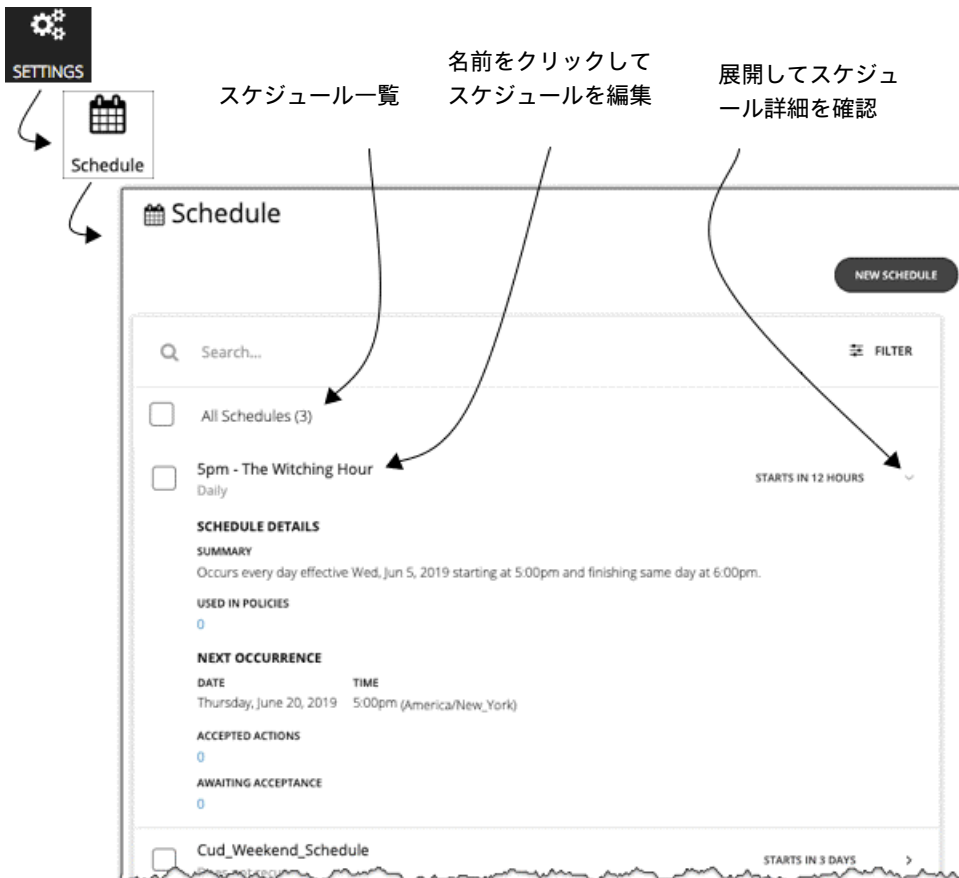 SETTINGS
Schedule
スケジュール一覧
名前をクリックして
スケジュールを編集
展開してスケジュ
ール詳細を確認
Schedule
NEW SCHEDULE
Search...
FILTER
All Schedules (3)
5pm - The Witching Hour
Daily
STARTS IN 12 HOURS
SCHEDULE DETAILS
SUMMARY
Occurs every day effective Wed, Jun 5, 2019 starting at 5:00pm and finishing same day at 6:00pm.
USED IN POLICIES
0
NEXT OCCURRENCE
DATE TIME
Thursday, June 20, 2019 5:00pm (America/New_York)
ACCEPTED ACTIONS
0
AWAITING ACCEPTANCE
0
Cud_Weekend_Schedule
STARTS IN 3 DAYS